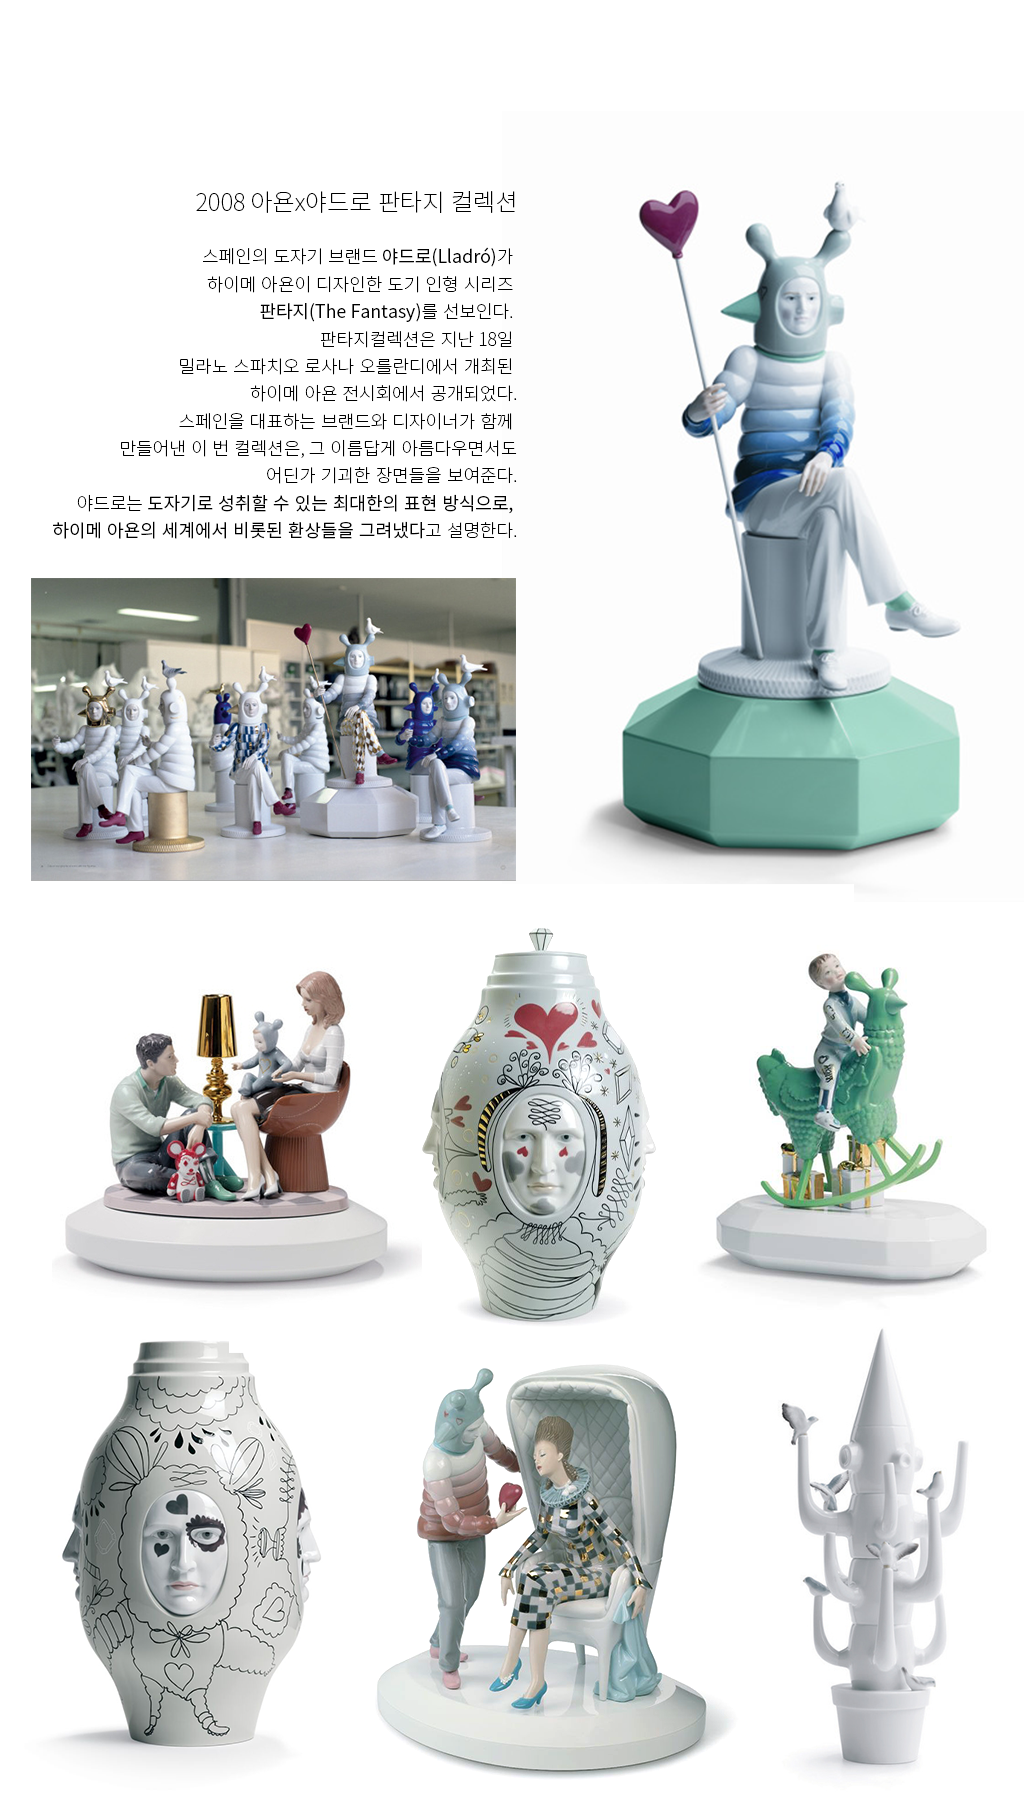 2008 아욘x야드로 판타지 컬렉션
스페인의 도자기 브랜드 야드로(Lladró)가
하이메 아욘이 디자인한 도기 인형 시리즈
판타지(The Fantasy)를 선보인다.
판타지컬렉션은 지난 18일
밀라노 스파치오 로사나 오를란디에서 개최된
하이메 아욘 전시회에서 공개되었다.
스페인을 대표하는 브랜드와 디자이너가 함께
만들어낸 이 번 컬렉션은, 그 이름답게 아름다우면서도
어딘가 기괴한 장면들을 보여준다.
야드로는 도자기로 성취할 수 있는 최대한의 표현 방식으로,
하이메 아욘의 세계에서 비롯된 환상들을 그려냈다고 설명한다.